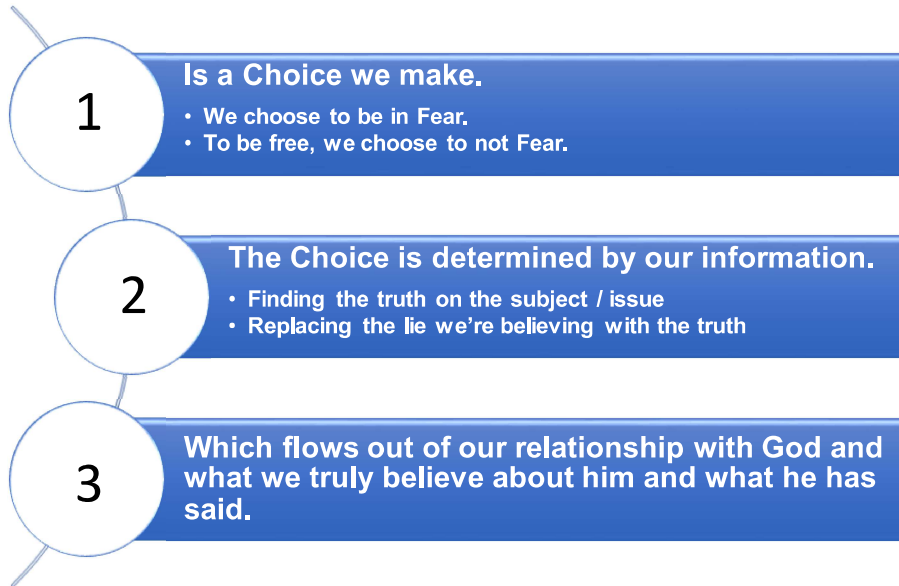 1
Is a Choice we make.
• We choose to be in Fear.
• To be free, we choose to not Fear.
2
The Choice is determined by our information.
• Finding the truth on the subject / issue
• Replacing the lie we’re believing with the truth
3
Which flows out of our relationship with God and
what we truly believe about him and what he has
said.